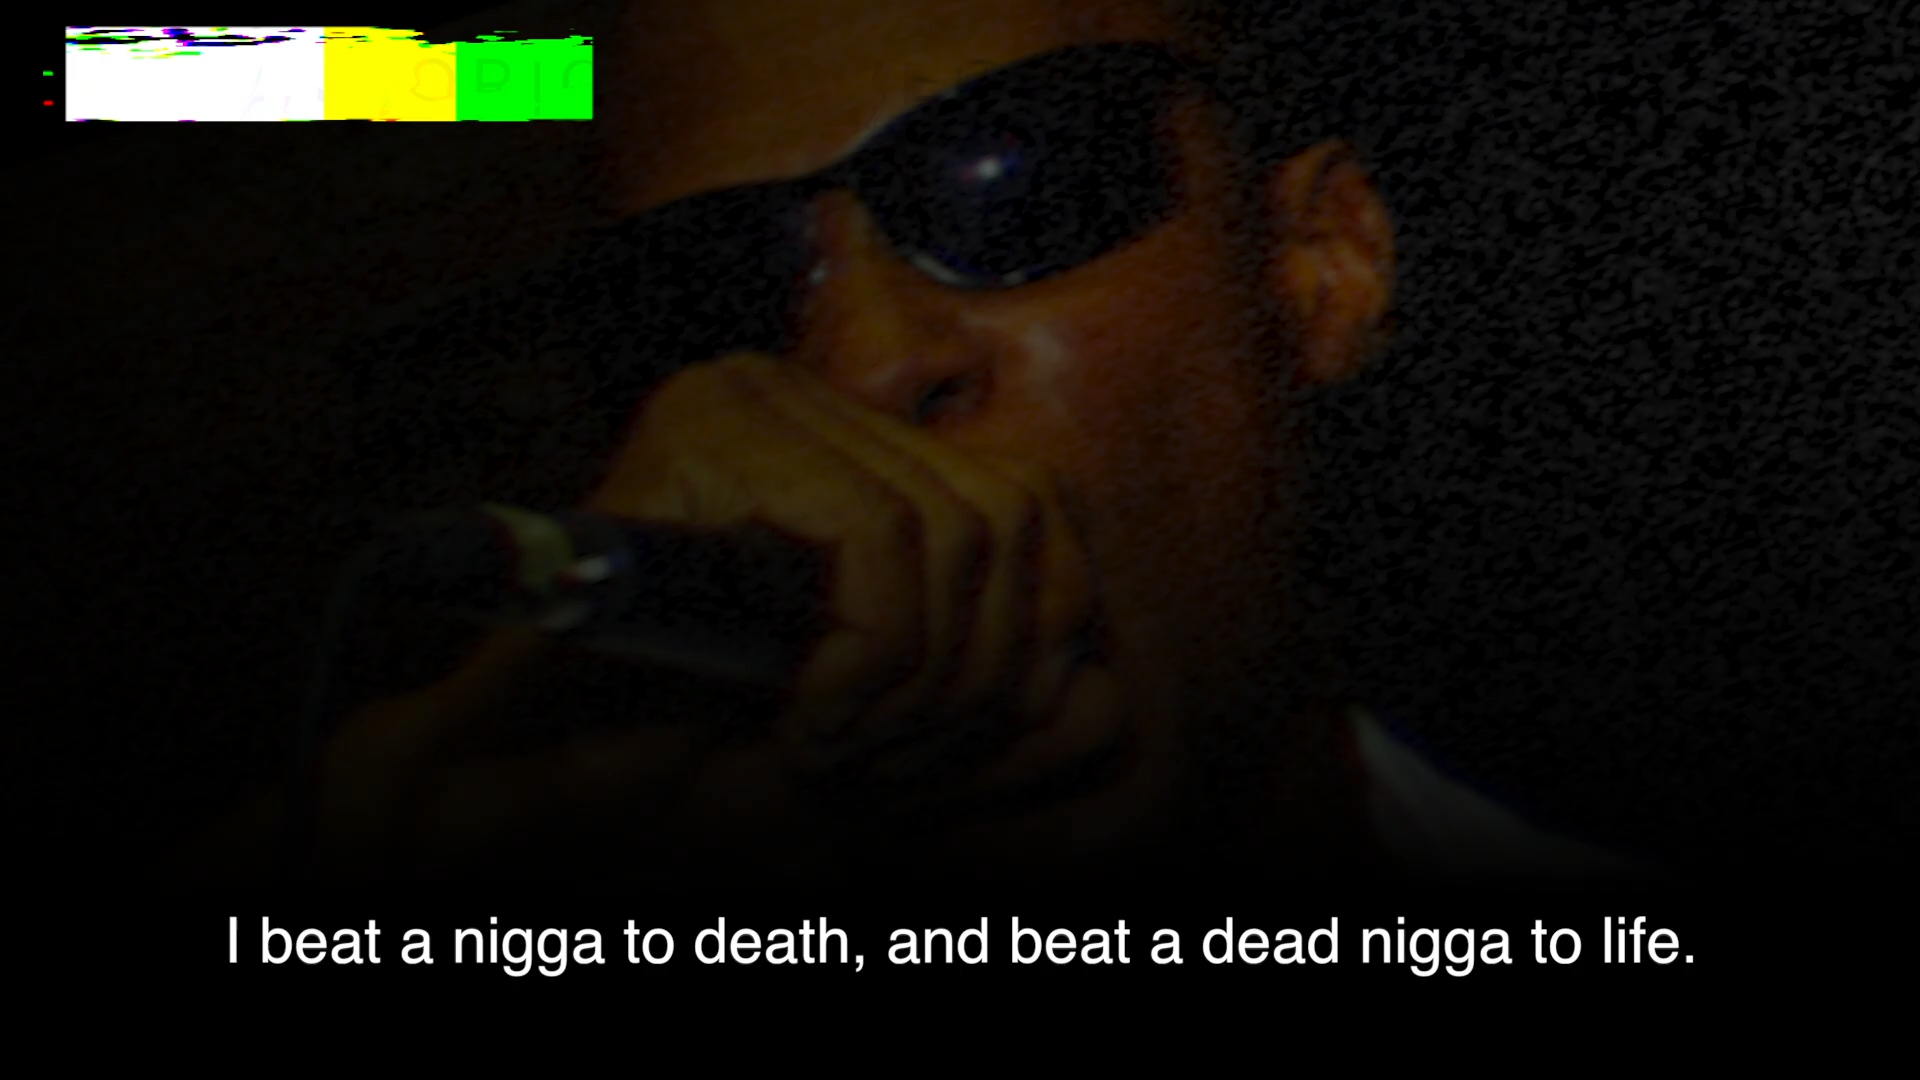 I beat a nigga to death, and beat a dead nigga to life.